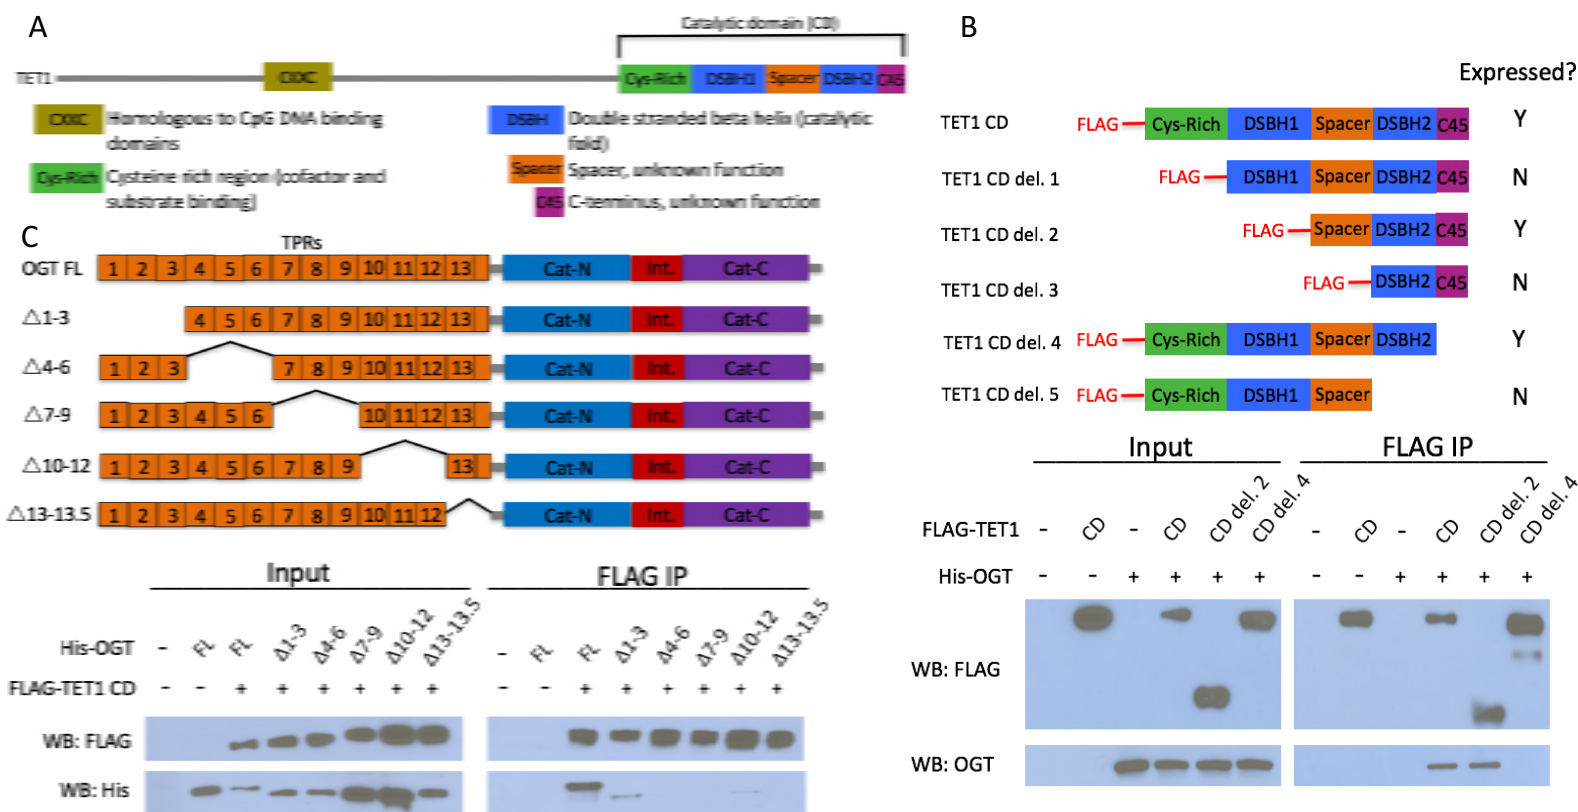 A
Catalytic domain (CD)
TET1
CXXC
Cys-Rich
DSBH1
Spacer
DSBH2
C45
CXXC
Homologous to CpG DNA binding
domains
DSBH
Double stranded beta helix (catalytic
fold)
Cys-Rich
Cysteine rich region (cofactor and
substrate binding)
Spacer
Spacer, unknown function
C45
C-terminus, unknown function
B
Expressed?
TET1 CD FLAG Cys-Rich DSBH1 Spacer DSBH2 C45 Y
TET1 CD del. 1 FLAG DSBH1 Spacer DSBH2 C45 N
TET1 CD del. 2 FLAG Spacer DSBH2 C45 Y
TET1 CD del. 3 FLAG DSBH2 C45 N
TET1 CD del. 4 FLAG Cys-Rich DSBH1 Spacer DSBH2 Y
TET1 CD del. 5 FLAG Cys-Rich DSBH1 Spacer N
Input FLAG IP
FLAG-TET1 - CD - CD CD del. 2 CD del. 4 - CD - CD CD del. 2 CD del. 4
His-OGT - - + + + + - - + + + +
WB: FLAG
WB: OGT
C
TPRs
OGT FL 1 2 3 4 5 6 7 8 9 10 11 12 13 Cat-N Int. Cat-C
△1-3 4 5 6 7 8 9 10 11 12 13 Cat-N Int. Cat-C
△4-6 1 2 3 7 8 9 10 11 12 13 Cat-N Int. Cat-C
△7-9 1 2 3 4 5 6 10 11 12 13 Cat-N Int. Cat-C
△10-12 1 2 3 4 5 6 7 8 9 13 Cat-N Int. Cat-C
△13-13.5 1 2 3 4 5 6 7 8 9 10 11 12 Cat-N Int. Cat-C
Input FLAG IP
His-OGT - FL FL Δ1-3 Δ4-6 Δ7-9 Δ10-12 Δ13-13.5 - FL FL Δ1-3 Δ4-6 Δ7-9 Δ10-12 Δ13-13.5
FLAG-TET1 CD - - + + + + + + - - + + + + + +
WB: FLAG
WB: His